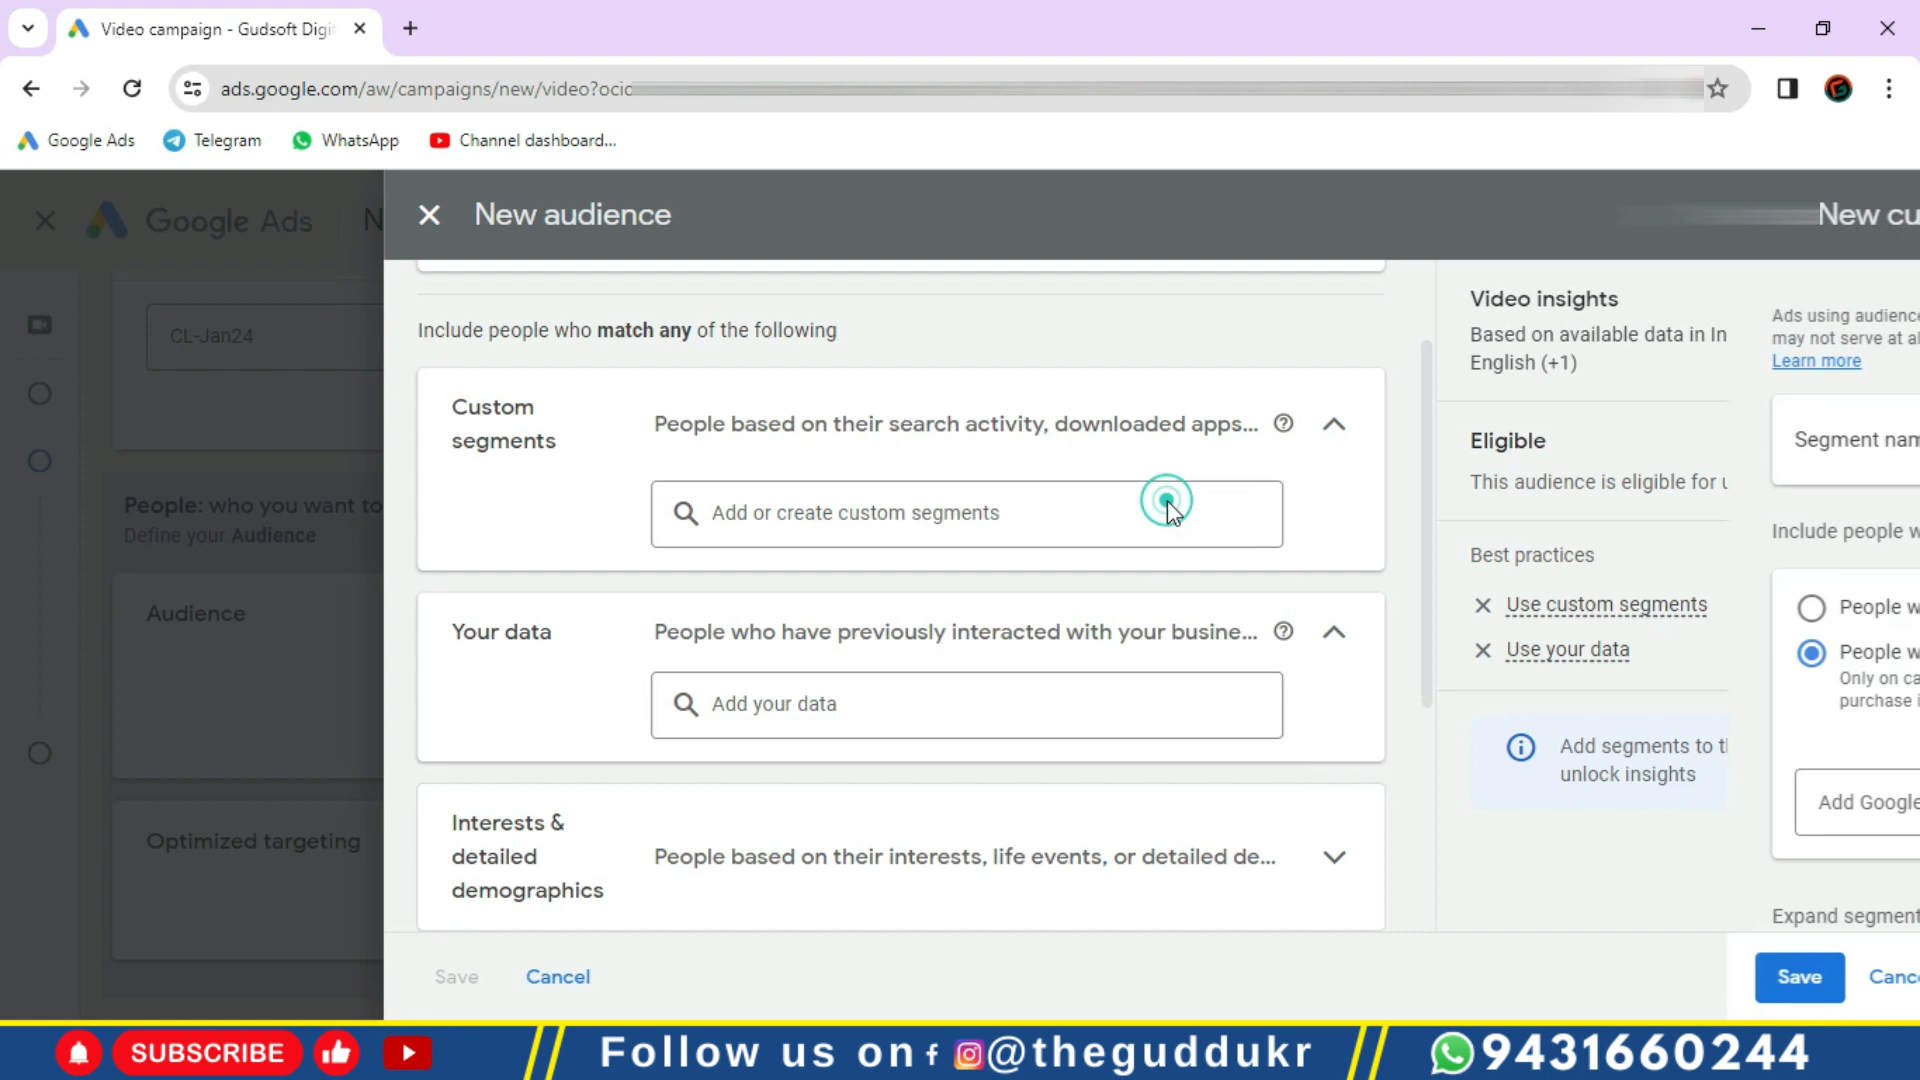 Video campaign - Gudsoft Digi
ads.google.com/aw/campaigns/new/video?ocid
Google Ads
Telegram
WhatsApp
Channel dashboard...
Google Ads
N
New audience
New cu
CL-Jan24
People: who you want to
Define your Audience
Audience
Optimized targeting
Include people who match any of the following
Custom
segments
People based on their search activity, downloaded apps...
Add or create custom segments
Your data
People who have previously interacted with your busine...
Add your data
Interests &
detailed
demographics
People based on their interests, life events, or detailed de...
Save
Cancel
Video insights
Based on available data in In
English (+1)
Eligible
This audience is eligible for u
Best practices
Use custom segments
Use your data
Add segments to t
unlock insights
Ads using audience
may not serve at al
Learn more
Segment nam
Include people w
People w
People w
Only on ca
purchase i
Add Google
Expand segment
Save
Cance
SUBSCRIBE
Follow us on f @theguddukr
9431660244